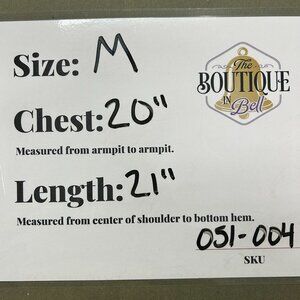 Size: M
The
BOUTIQUE
IN
Bell
Chest: 20"
Measured from armpit to armpit.
Length: 21"
Measured from center of shoulder to bottom hem.
051-004
SKU